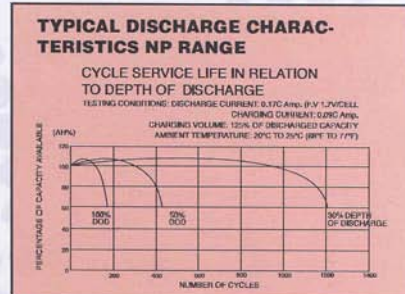 TYPICAL DISCHARGE CHARAC-
TERISTICS NP RANGE
CYCLE SERVICE LIFE IN RELATION
TO DEPTH OF DISCHARGE
TESTING CONDITIONS: DISCHARGE CURRENT: 0.17C Amp. (F.V 1.7V/CELL
CHARGING CURRENT: 0.09C Amp.
CHARGING VOLUME: 125% OF DISCHARGED CAPACITY
AMBIENT TEMPERATURE: 20°C TO 25°C (68°F TO 77°F)
(AH%)
PERCENTAGE OF CAPACITY AVAILABLE
120
100
80
60
40
20
0
100%
DOD
50%
DOD
30% DEPTH
OF DISCHARGE
200 400 600 800 1000 1200 1400
NUMBER OF CYCLES